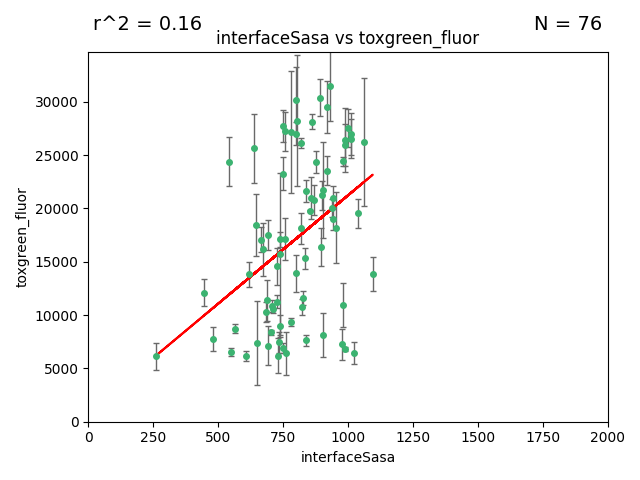 r^2 = 0.16
N = 76
interfaceSasa vs toxgreen_fluor
toxgreen_fluor
30000
25000
20000
15000
10000
5000
0
0 250 500 750 1000 1250 1500 1750 2000
interfaceSasa